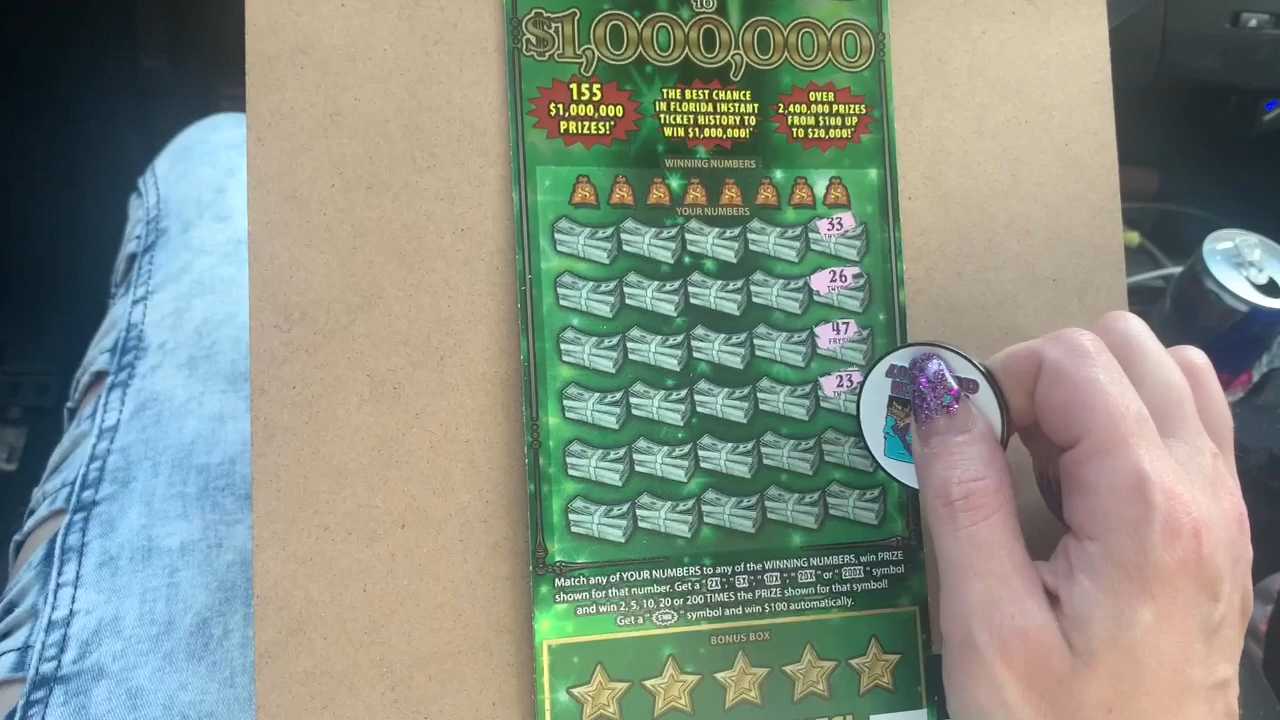 TO
$1,000,000
155
$1,000,000
PRIZES!*
THE BEST CHANCE
IN FLORIDA INSTANT
TICKET HISTORY TO
WIN $1,000,000!*
OVER
2,400,000 PRIZES
FROM $100 UP
TO $20,000!*
WINNING NUMBERS
YOUR NUMBERS
33
26
47
23
Match any of YOUR NUMBERS to any of the WINNING NUMBERS, win PRIZE
shown for that number. Get a "2X", "5X", "10X", "20X" or "200X" symbol
and win 2, 5, 10, 20 or 200 TIMES the PRIZE shown for that symbol!
Get a "$100" symbol and win $100 automatically.
BONUS BOX